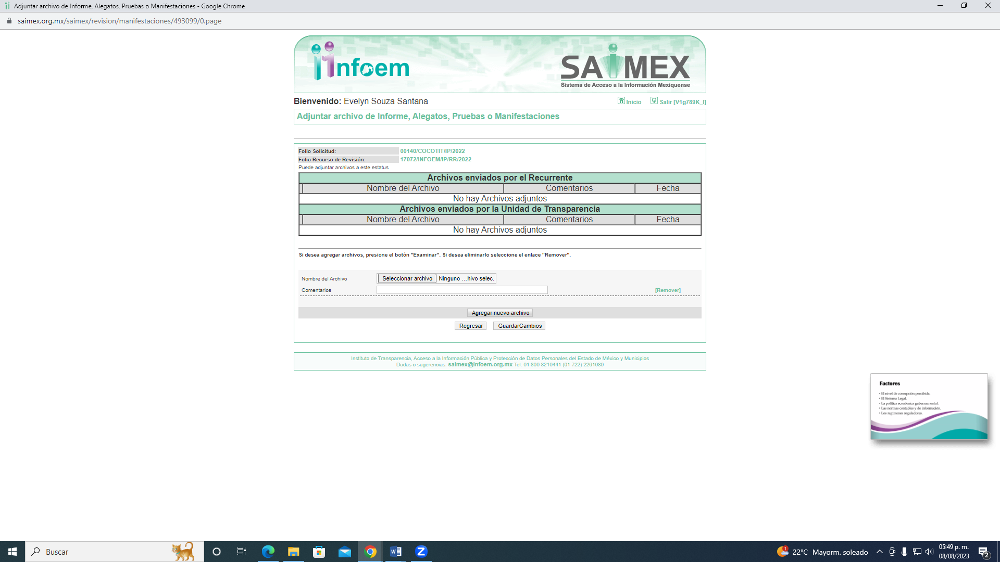 Adjuntar archivo de Informe, Alegatos, Pruebas o Manifestaciones - Google Chrome
saimex.org.mx/saimex/revision/manifestaciones/493099/0.page
infoem
SAIMEX
Sistema de Acceso a la Información Mexiquense
Bienvenido: Evelyn Souza Santana
Inicio
Salir [V1g789K_I]
Adjuntar archivo de Informe, Alegatos, Pruebas o Manifestaciones
Folio Solicitud: 00140/COCOTIT/IP/2022
Folio Recurso de Revisión: 17072/INFOEM/IP/RR/2022
Puede adjuntar archivos a este estatus
Archivos enviados por el Recurrente
Nombre del Archivo Comentarios Fecha
No hay Archivos adjuntos
Archivos enviados por la Unidad de Transparencia
Nombre del Archivo Comentarios Fecha
No hay Archivos adjuntos
Si desea agregar archivos, presione el botón "Examinar". Si desea eliminarlo seleccione el enlace "Remover".
Nombre del Archivo Seleccionar archivo Ninguno ...hivo selec.
Comentarios [Remover]
Agregar nuevo archivo
Regresar GuardarCambios
Instituto de Transparencia, Acceso a la Información Pública y Protección de Datos Personales del Estado de México y Municipios
Dudas o sugerencias: saimex@infoem.org.mx Tel. 01 800 8210441 (01 722) 2261980
Factores
• El nivel de corrupción percibida.
• El Sistema Legal.
• La política económica gubernamental.
• Las normas contables y de información.
• Los regímenes reguladores.
Buscar
1
22°C Mayorm. soleado
05:49 p. m.
08/08/2023
2